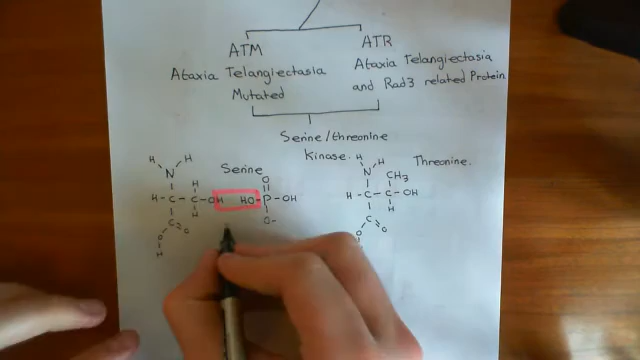 ATM
Ataxia Telangiectasia
Mutated
ATR
Ataxia Telangiectasia
and Rad3 related Protein
Serine/threonine
Kinase.
Serine
H H
N
H
H - C - C - OH HO - P - OH
H
O
O-
C = O
O
H
Threonine.
H H
N
CH3
H - C - C - OH
H
C = O
O
H